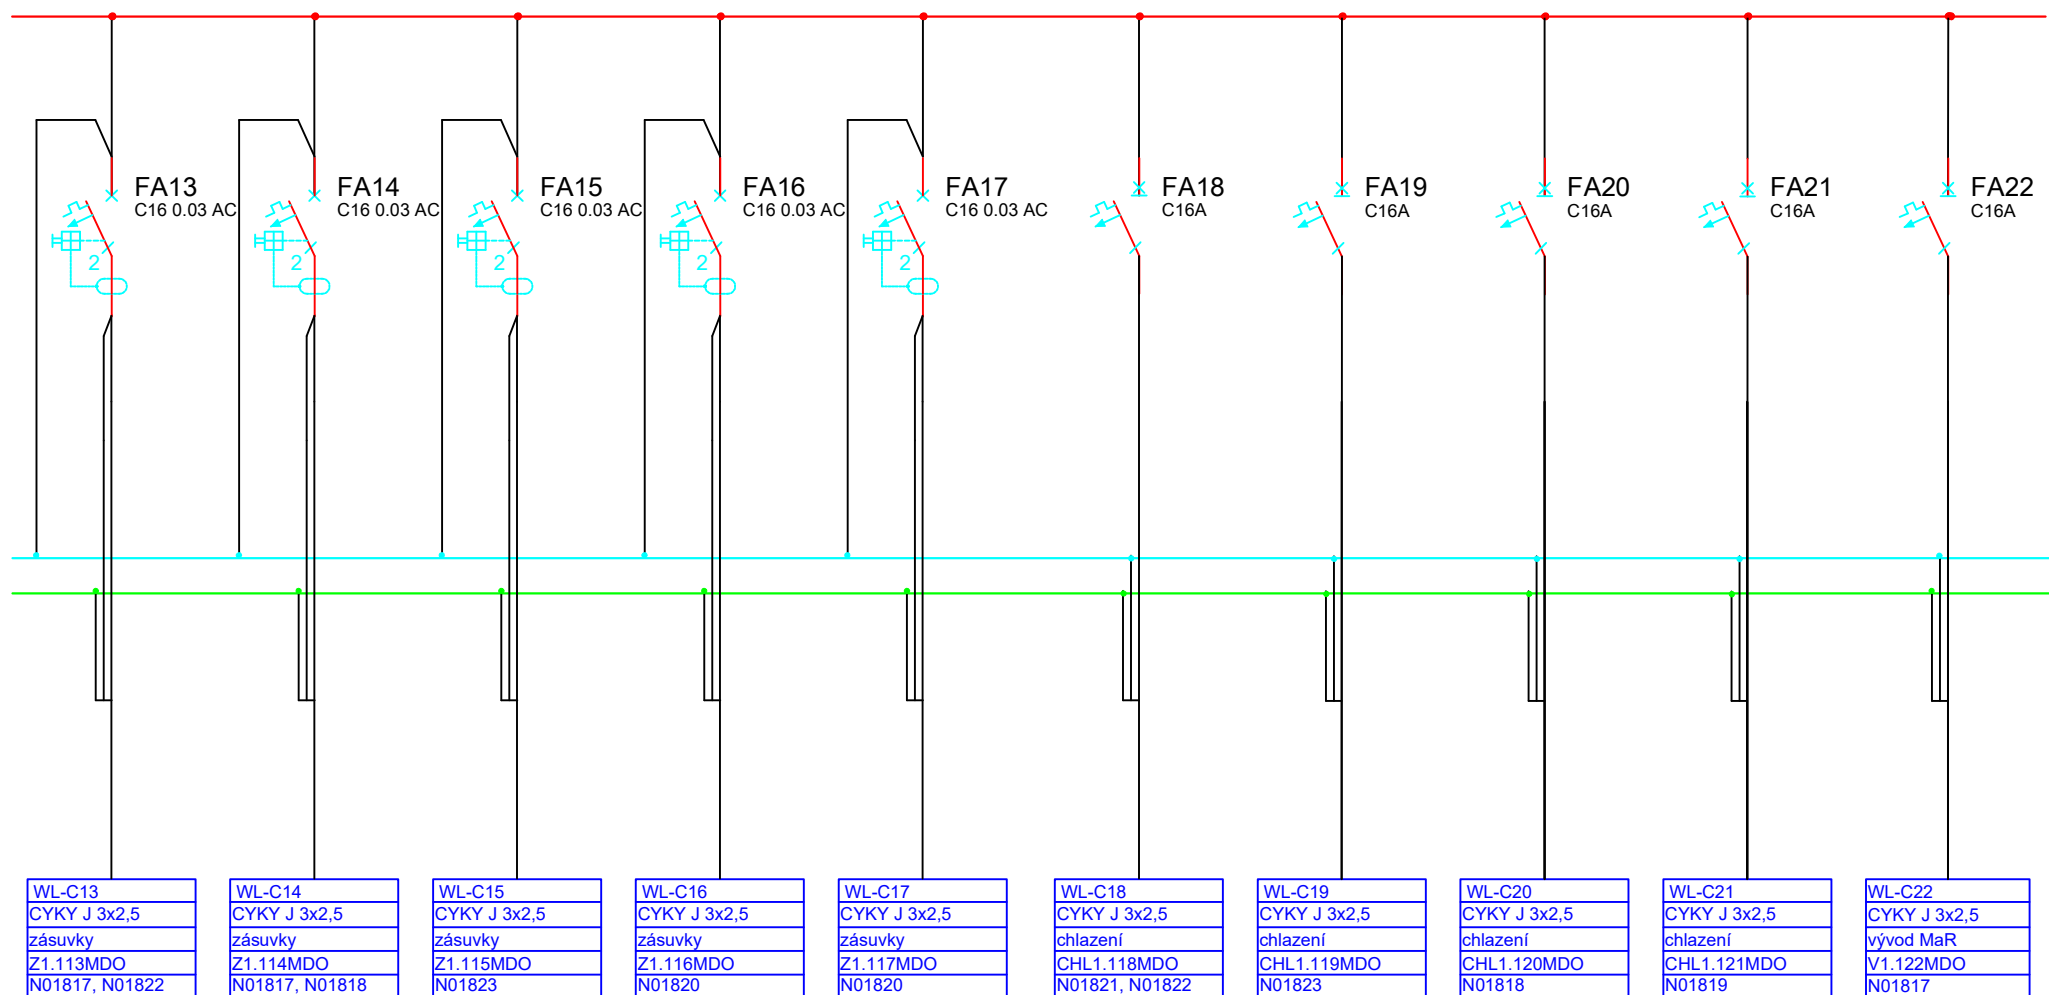 FA13
C16 0.03 AC
2
FA14
C16 0.03 AC
2
FA15
C16 0.03 AC
2
FA16
C16 0.03 AC
2
FA17
C16 0.03 AC
2
FA18
C16A
FA19
C16A
FA20
C16A
FA21
C16A
FA22
C16A
WL-C13
CYKY J 3x2,5
zásuvky
Z1.113MDO
N01817, N01822
WL-C14
CYKY J 3x2,5
zásuvky
Z1.114MDO
N01817, N01818
WL-C15
CYKY J 3x2,5
zásuvky
Z1.115MDO
N01823
WL-C16
CYKY J 3x2,5
zásuvky
Z1.116MDO
N01820
WL-C17
CYKY J 3x2,5
zásuvky
Z1.117MDO
N01820
WL-C18
CYKY J 3x2,5
chlazení
CHL1.118MDO
N01821, N01822
WL-C19
CYKY J 3x2,5
chlazení
CHL1.119MDO
N01823
WL-C20
CYKY J 3x2,5
chlazení
CHL1.120MDO
N01818
WL-C21
CYKY J 3x2,5
chlazení
CHL1.121MDO
N01819
WL-C22
CYKY J 3x2,5
vývod MaR
V1.122MDO
N01817